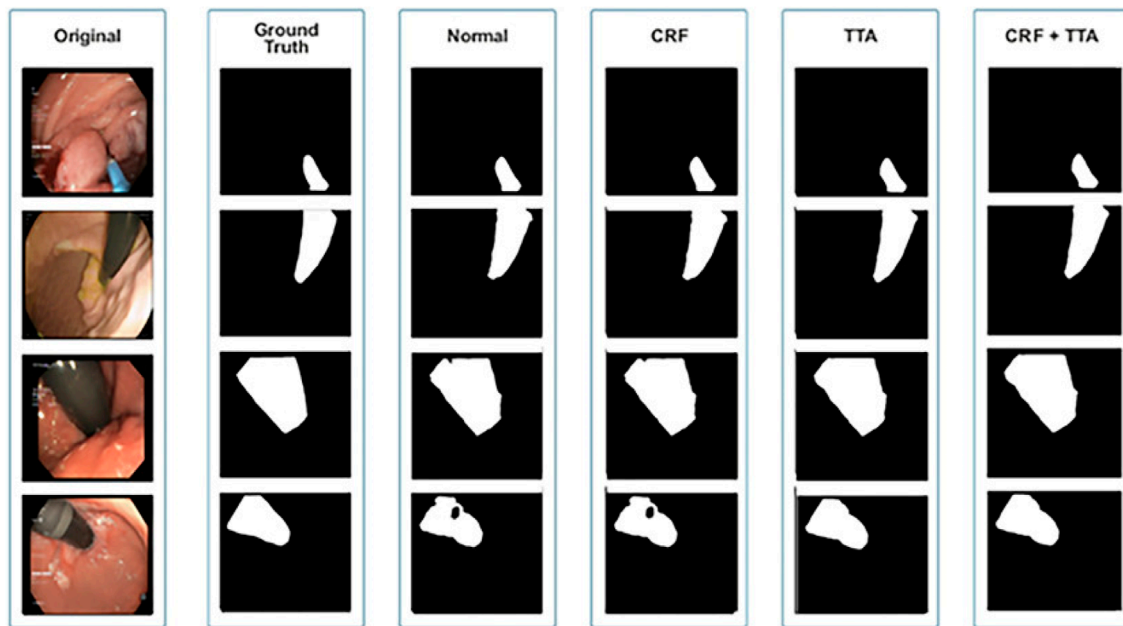 Original
Ground
Truth
Normal
CRF
TTA
CRF + TTA